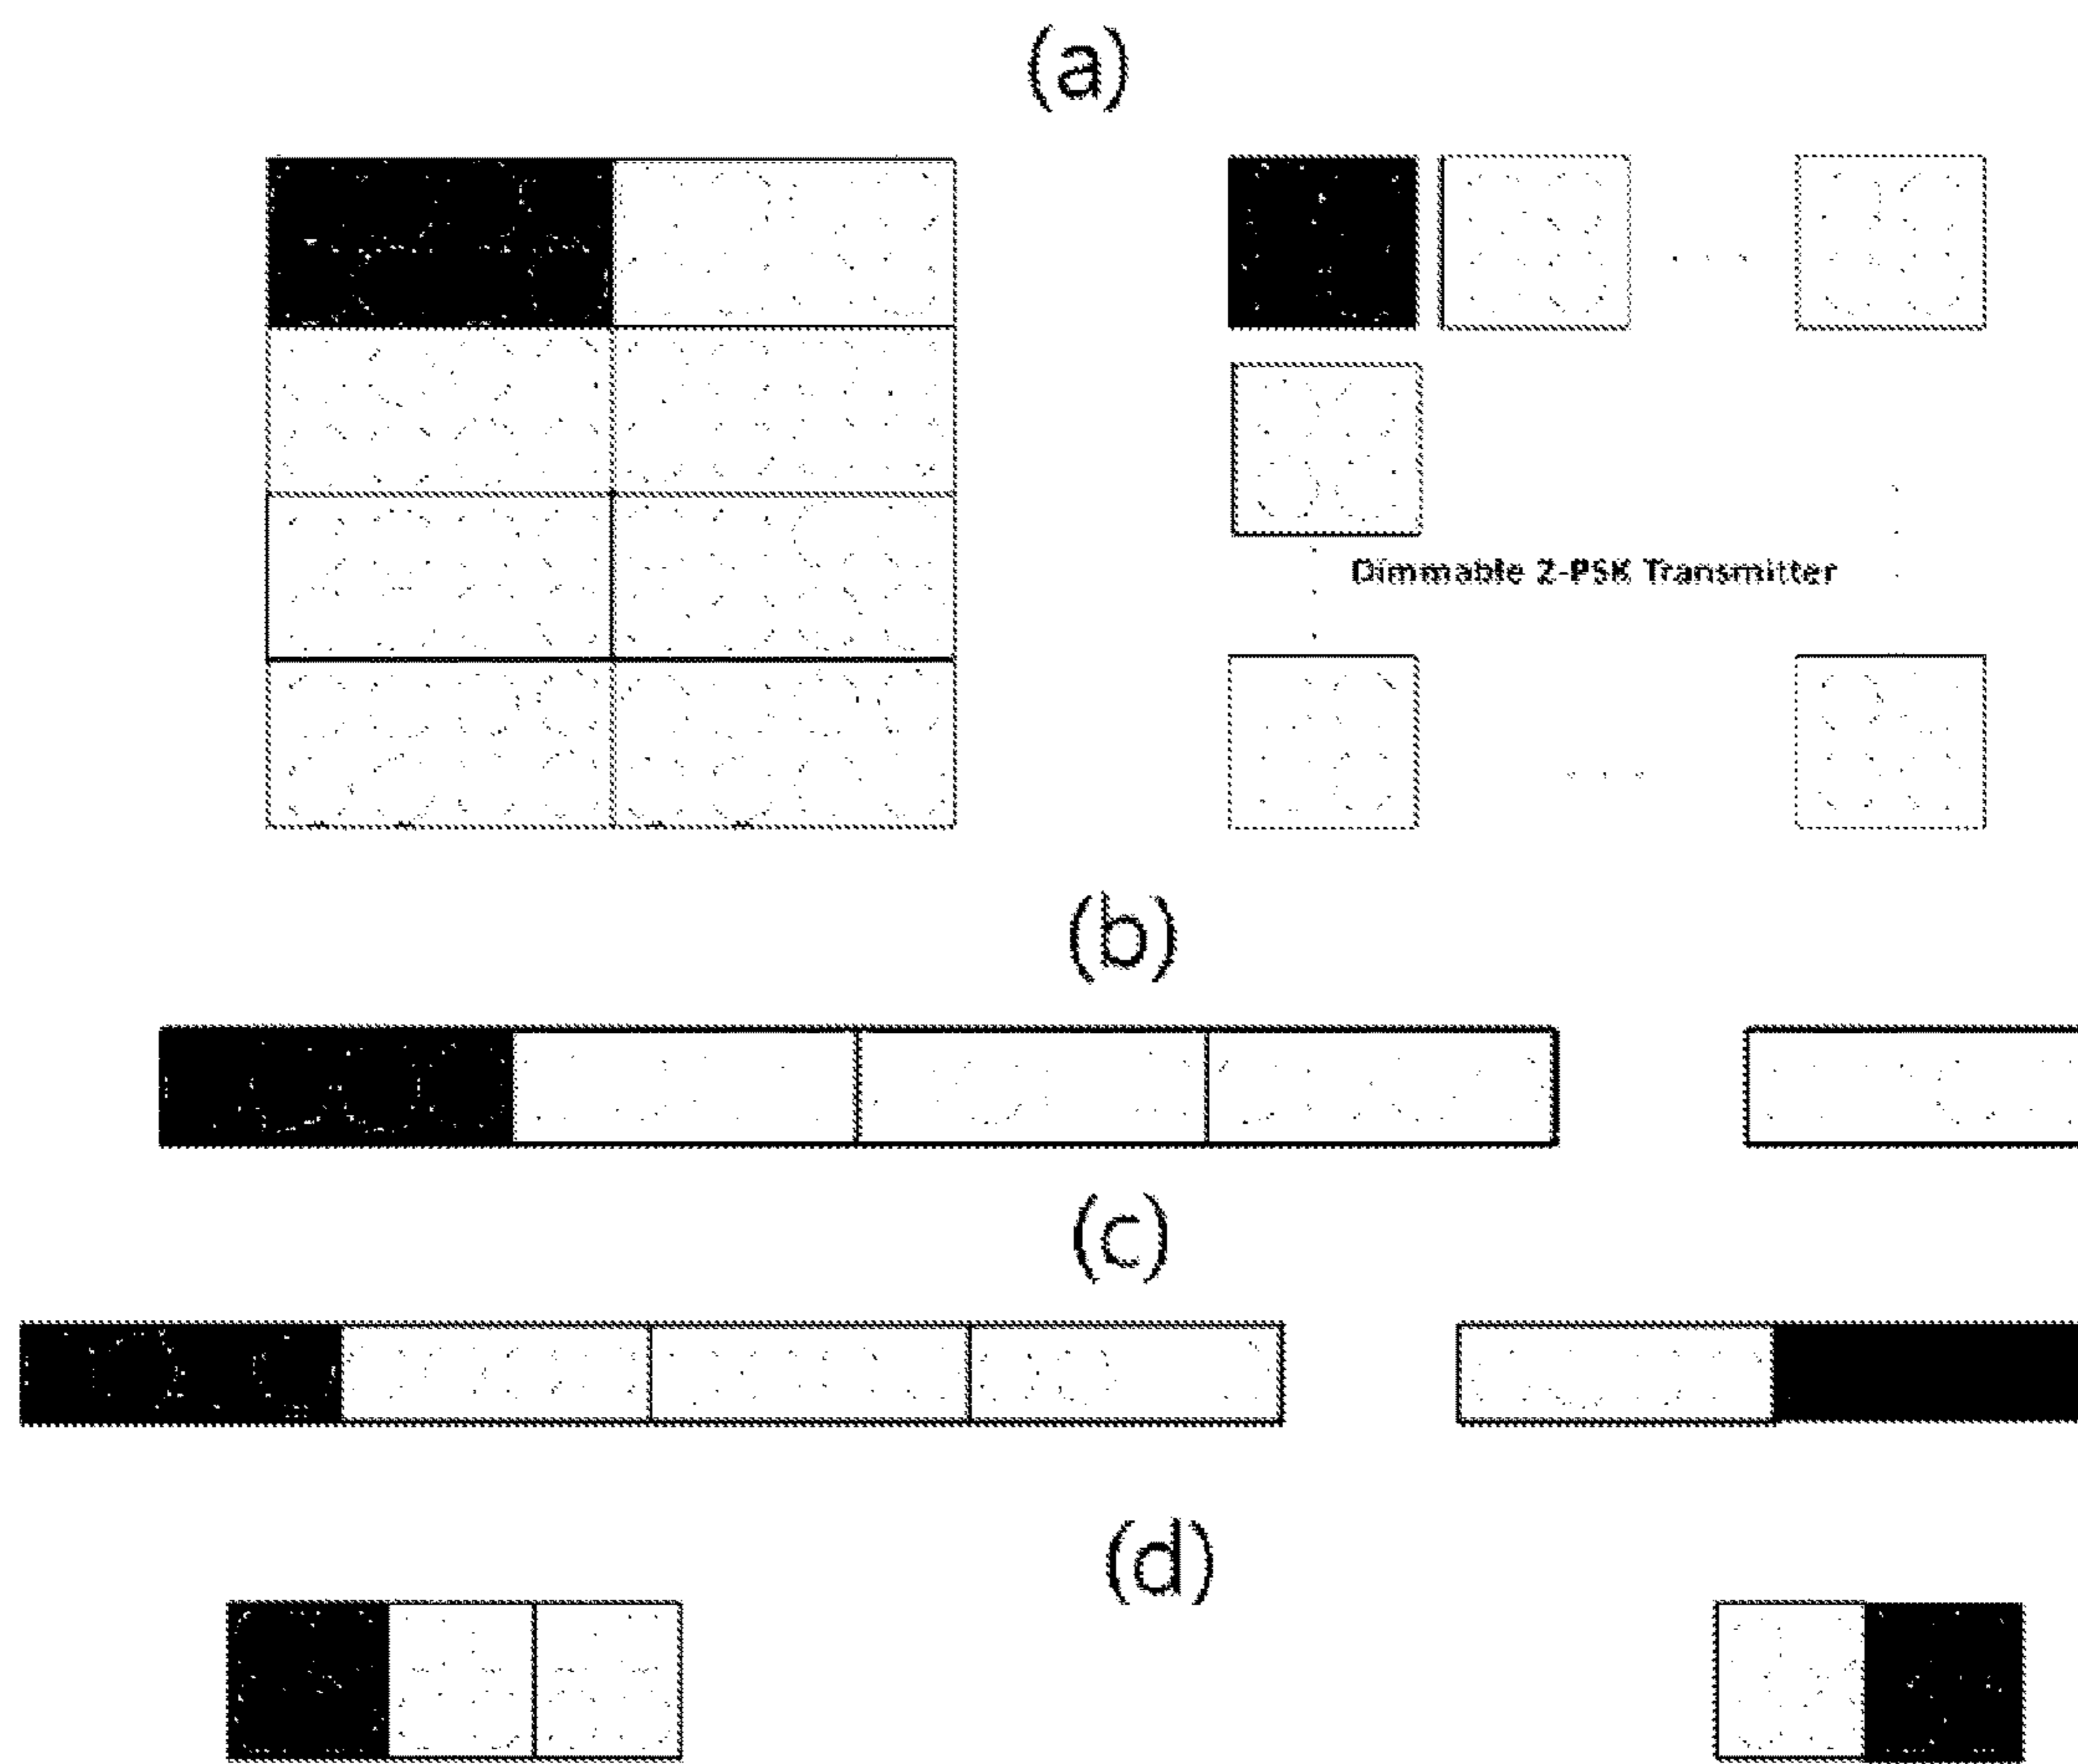 (a)
Dimmable 2-PSK Transmitter
(b)
(c)
(d)